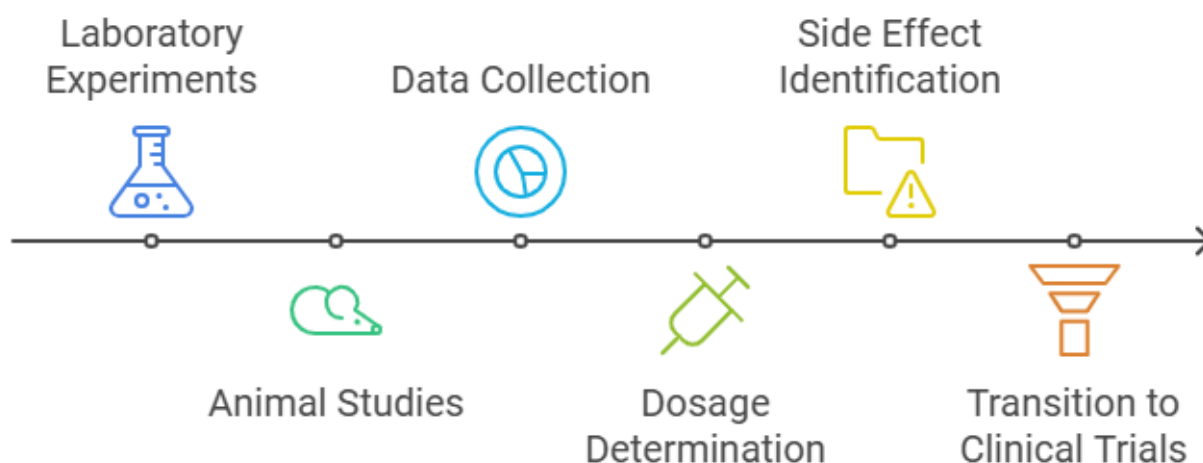 Laboratory
Experiments
Animal Studies
Data Collection
Dosage
Determination
Side Effect
Identification
Transition to
Clinical Trials